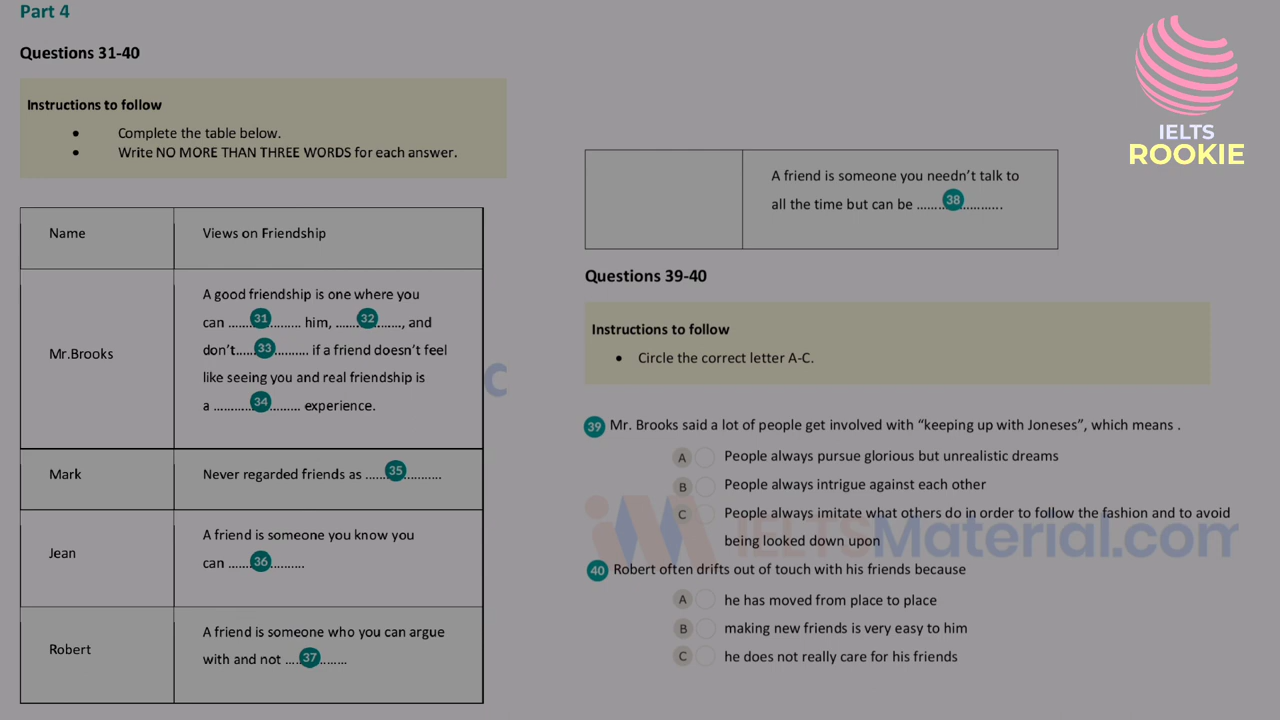 Part 4
Questions 31-40
Instructions to follow
• Complete the table below.
• Write NO MORE THAN THREE WORDS for each answer.
Name
Views on Friendship
Mr.Brooks
A good friendship is one where you
can ........31.......... him, .......32......., and
don't......33.......... if a friend doesn't feel
like seeing you and real friendship is
a ............34.......... experience.
Mark
Never regarded friends as ......35............
Jean
A friend is someone you know you
can ......36.........
Robert
A friend is someone who you can argue
with and not ....37.......
A friend is someone you needn't talk to
all the time but can be .......38............
Questions 39-40
Instructions to follow
• Circle the correct letter A-C.
39 Mr. Brooks said a lot of people get involved with "keeping up with Joneses", which means .
A People always pursue glorious but unrealistic dreams
B People always intrigue against each other
C People always imitate what others do in order to follow the fashion and to avoid
being looked down upon
40 Robert often drifts out of touch with his friends because
A he has moved from place to place
B making new friends is very easy to him
C he does not really care for his friends
IELTSMaterial.com
IELTS
ROOKIE